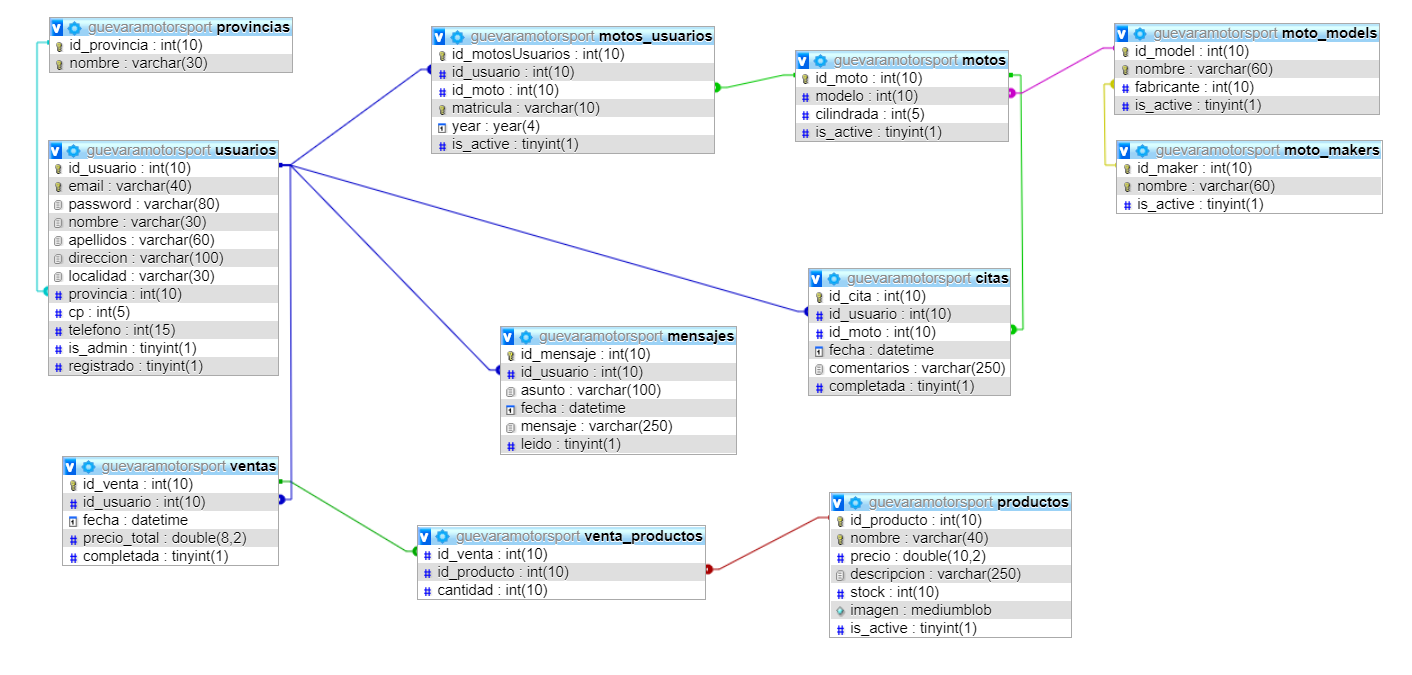 guevaramotorsport provincias
id_provincia : int(10)
nombre : varchar(30)
guevaramotorsport usuarios
id_usuario : int(10)
email : varchar(40)
password : varchar(80)
nombre : varchar(30)
apellidos : varchar(60)
direccion : varchar(100)
localidad : varchar(30)
provincia : int(10)
cp : int(5)
telefono : int(15)
is_admin : tinyint(1)
registrado : tinyint(1)
guevaramotorsport ventas
id_venta : int(10)
id_usuario : int(10)
fecha : datetime
precio_total : double(8,2)
completada : tinyint(1)
guevaramotorsport motos_usuarios
id_motosUsuarios : int(10)
id_usuario : int(10)
id_moto : int(10)
matricula : varchar(10)
year : year(4)
is_active : tinyint(1)
guevaramotorsport mensajes
id_mensaje : int(10)
id_usuario : int(10)
asunto : varchar(100)
fecha : datetime
mensaje : varchar(250)
leido : tinyint(1)
guevaramotorsport venta_productos
id_venta : int(10)
id_producto : int(10)
cantidad : int(10)
guevaramotorsport motos
id_moto : int(10)
modelo : int(10)
cilindrada : int(5)
is_active : tinyint(1)
guevaramotorsport citas
id_cita : int(10)
id_usuario : int(10)
id_moto : int(10)
fecha : datetime
comentarios : varchar(250)
completada : tinyint(1)
guevaramotorsport productos
id_producto : int(10)
nombre : varchar(40)
precio : double(10,2)
descripcion : varchar(250)
stock : int(10)
imagen : mediumblob
is_active : tinyint(1)
guevaramotorsport moto_models
id_model : int(10)
nombre : varchar(60)
fabricante : int(10)
is_active : tinyint(1)
guevaramotorsport moto_makers
id_maker : int(10)
nombre : varchar(60)
is_active : tinyint(1)